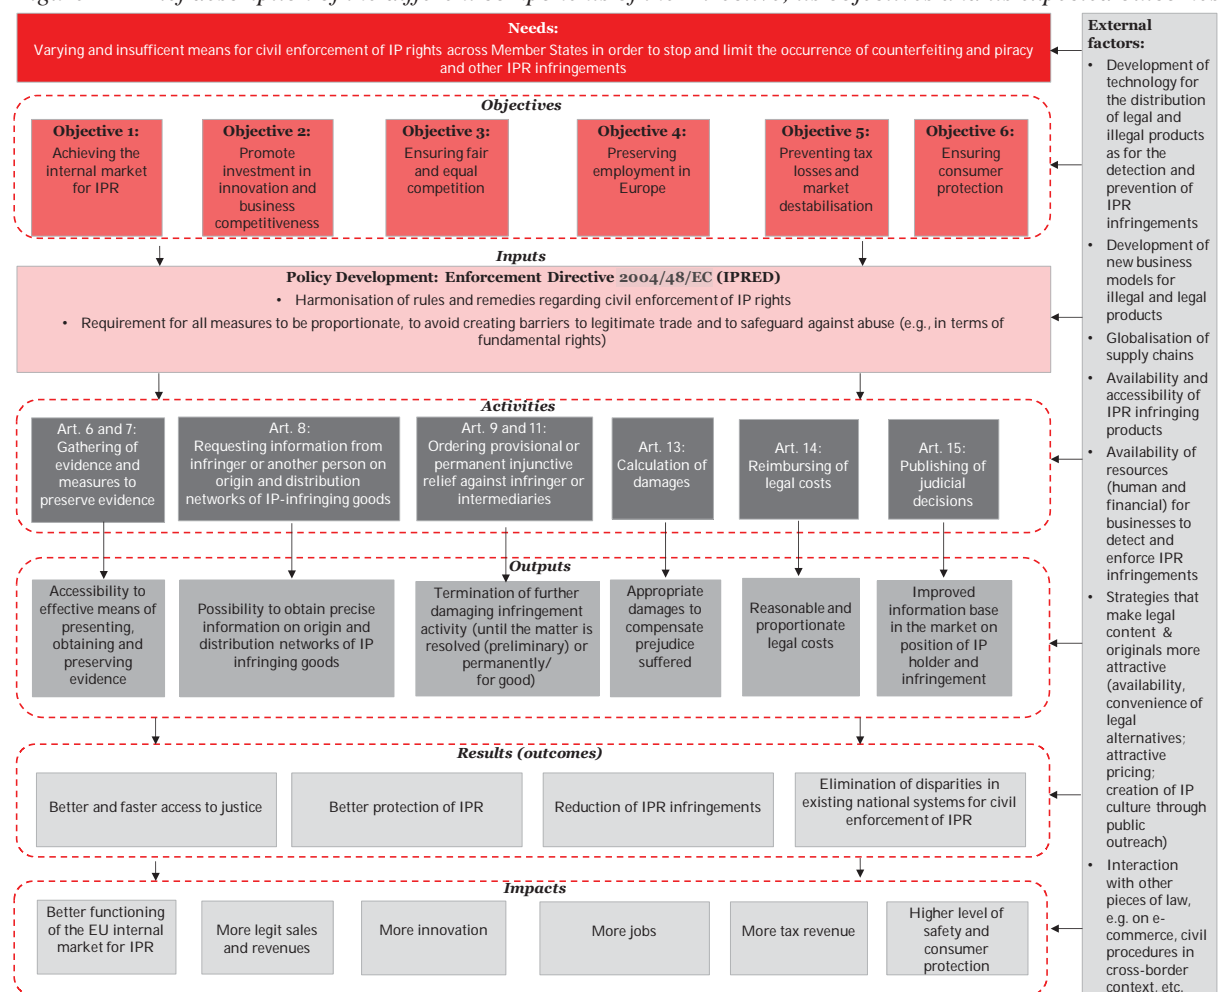 Needs:
Varying and insufficient means for civil enforcement of IP rights across Member States in order to stop and limit the occurrence of counterfeiting and piracy
and other IPR infringements
Objectives
Objective 1:
Achieving the
internal market
for IPR
Objective 2:
Promote
investment in
innovation and
business
competitiveness
Objective 3:
Ensuring fair
and equal
competition
Objective 4:
Preserving
employment in
Europe
Objective 5:
Preventing tax
losses and
market
destabilisation
Objective 6:
Ensuring
consumer
protection
Inputs
Policy Development: Enforcement Directive 2004/48/EC (IPRED)
• Harmonisation of rules and remedies regarding civil enforcement of IP rights
• Requirement for all measures to be proportionate, to avoid creating barriers to legitimate trade and to safeguard against abuse (e.g., in terms of
fundamental rights)
Activities
Art. 6 and 7:
Gathering of
evidence and
measures to
preserve evidence
Art. 8:
Requesting information from
infringer or another person on
origin and distribution
networks of IP-infringing goods
Art. 9 and 11:
Ordering provisional or
permanent injunctive
relief against infringer or
intermediaries
Art. 13:
Calculation of
damages
Art. 14:
Reimbursing of
legal costs
Art. 15:
Publishing of
judicial
decisions
Outputs
Accessibility to
effective means of
presenting,
obtaining and
preserving
evidence
Possibility to obtain precise
information on origin and
distribution networks of IP
infringing goods
Termination of further
damaging infringement
activity (until the matter is
resolved (preliminary) or
permanently/
for good)
Appropriate
damages to
compensate
prejudice
suffered
Reasonable and
proportionate
legal costs
Improved
information base
in the market on
position of IP
holder and
infringement
Results (outcomes)
Better and faster access to justice
Better protection of IPR
Reduction of IPR infringements
Elimination of disparities in
existing national systems for civil
enforcement of IPR
Impacts
Better functioning
of the EU internal
market for IPR
More legit sales
and revenues
More innovation
More jobs
More tax revenue
Higher level of
safety and
consumer
protection
External
factors:
• Development of
technology for
the distribution
of legal and
illegal products
as for the
detection and
prevention of
IPR
infringements
• Development of
new business
models for
illegal and legal
products
• Globalisation of
supply chains
• Availability and
accessibility of
IPR infringing
products
• Availability of
resources
(human and
financial) for
businesses to
detect and
enforce IPR
infringements
• Strategies that
make legal
content &
originals more
attractive
(availability,
convenience of
legal
alternatives;
attractive
pricing;
creation of IP
culture through
public
outreach)
• Interaction
with other
pieces of law,
e.g. on e-
commerce, civil
procedures in
cross-border
context, etc.